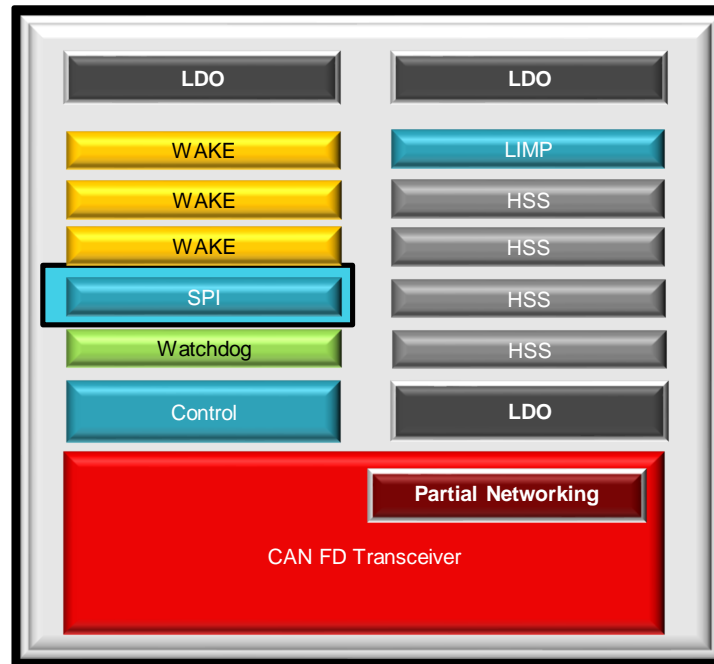 LDO
LDO
WAKE
LIMP
WAKE
HSS
WAKE
HSS
SPI
HSS
Watchdog
HSS
Control
LDO
Partial Networking
CAN FD Transceiver